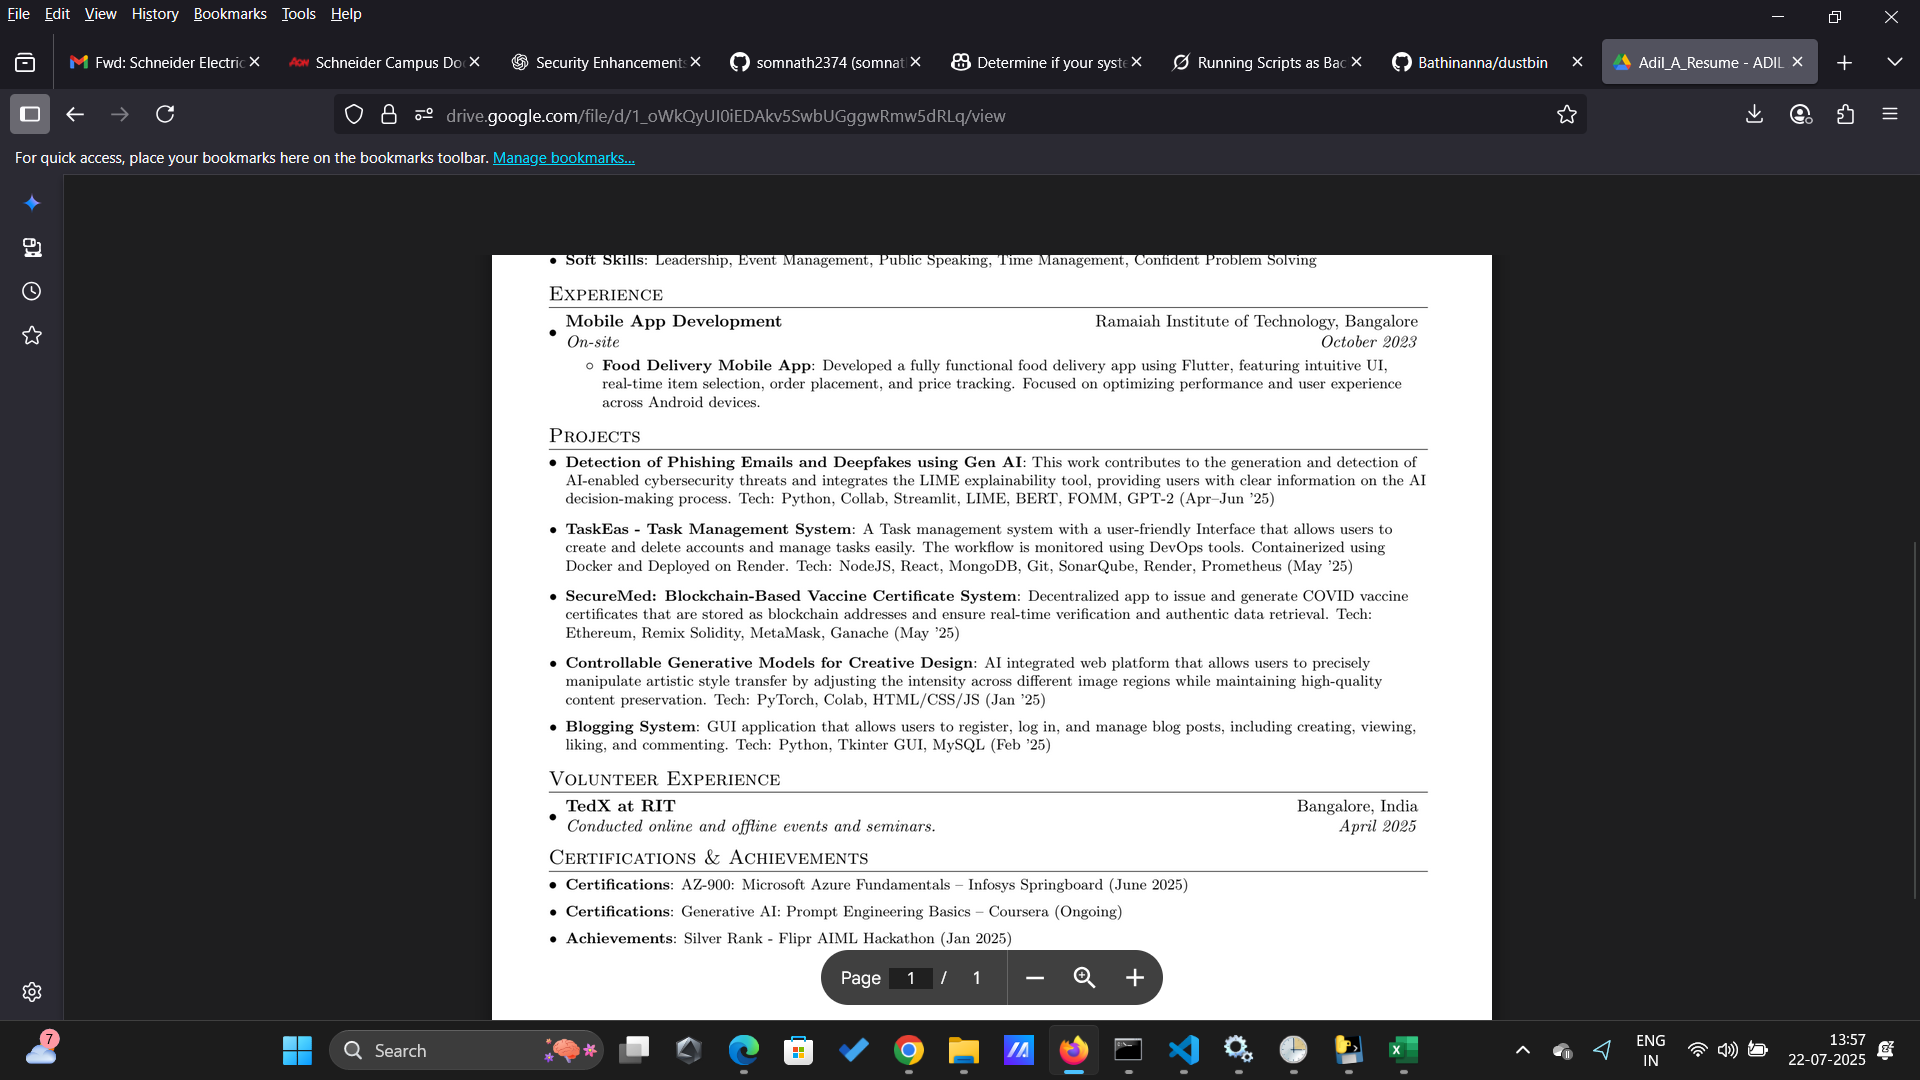 File Edit View History Bookmarks Tools Help
Fwd: Schneider Electric
Aon Schneider Campus Do
Security Enhancements
somnath2374 (somnat
Determine if your syste
Running Scripts as Bac
Bathinanna/dustbin
Adil_A_Resume - ADIL
drive.google.com/file/d/1_oWkQyUI0iEDAkv5SwbUGggwRmw5dRLq/view
For quick access, place your bookmarks here on the bookmarks toolbar. Manage bookmarks...
• Soft Skills: Leadership, Event Management, Public Speaking, Time Management, Confident Problem Solving
Experience
• Mobile App Development Ramaiah Institute of Technology, Bangalore
On-site October 2023
◦ Food Delivery Mobile App: Developed a fully functional food delivery app using Flutter, featuring intuitive UI,
real-time item selection, order placement, and price tracking. Focused on optimizing performance and user experience
across Android devices.
Projects
• Detection of Phishing Emails and Deepfakes using Gen AI: This work contributes to the generation and detection of
AI-enabled cybersecurity threats and integrates the LIME explainability tool, providing users with clear information on the AI
decision-making process. Tech: Python, Collab, Streamlit, LIME, BERT, FOMM, GPT-2 (Apr–Jun ’25)
• TaskEas - Task Management System: A Task management system with a user-friendly Interface that allows users to
create and delete accounts and manage tasks easily. The workflow is monitored using DevOps tools. Containerized using
Docker and Deployed on Render. Tech: NodeJS, React, MongoDB, Git, SonarQube, Render, Prometheus (May ’25)
• SecureMed: Blockchain-Based Vaccine Certificate System: Decentralized app to issue and generate COVID vaccine
certificates that are stored as blockchain addresses and ensure real-time verification and authentic data retrieval. Tech:
Ethereum, Remix Solidity, MetaMask, Ganache (May ’25)
• Controllable Generative Models for Creative Design: AI integrated web platform that allows users to precisely
manipulate artistic style transfer by adjusting the intensity across different image regions while maintaining high-quality
content preservation. Tech: PyTorch, Colab, HTML/CSS/JS (Jan ’25)
• Blogging System: GUI application that allows users to register, log in, and manage blog posts, including creating, viewing,
liking, and commenting. Tech: Python, Tkinter GUI, MySQL (Feb ’25)
Volunteer Experience
• TedX at RIT Bangalore, India
Conducted online and offline events and seminars. April 2025
Certifications & Achievements
• Certifications: AZ-900: Microsoft Azure Fundamentals – Infosys Springboard (June 2025)
• Certifications: Generative AI: Prompt Engineering Basics – Coursera (Ongoing)
• Achievements: Silver Rank - Flipr AIML Hackathon (Jan 2025)
Page 1 / 1
7
Search
ENG
IN
13:57
22-07-2025